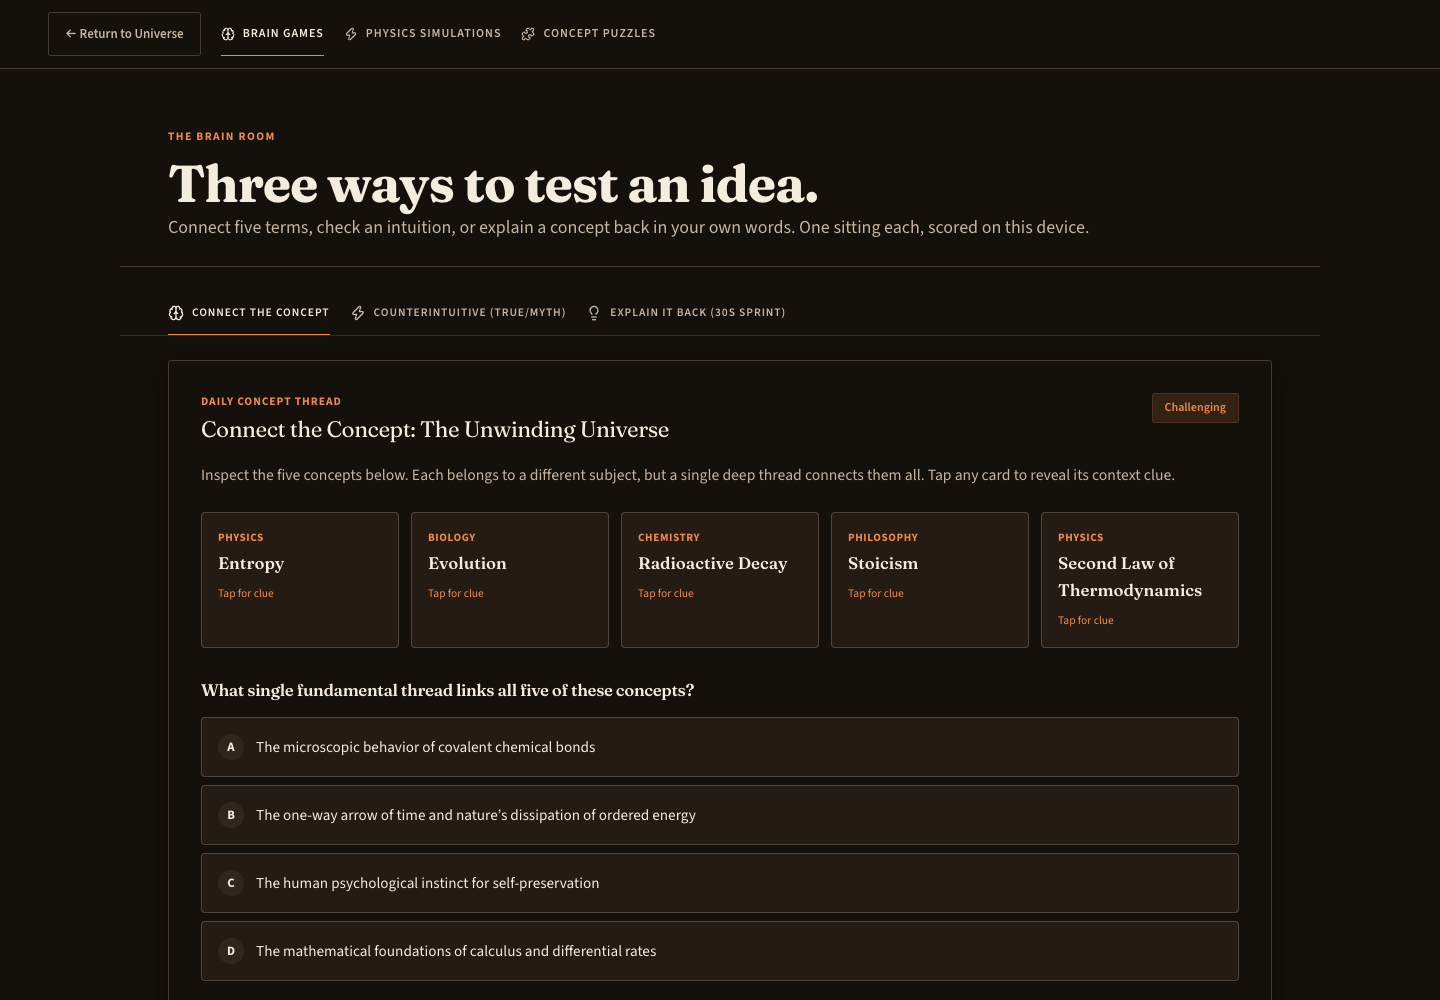 ← Return to Universe
BRAIN GAMES
PHYSICS SIMULATIONS
CONCEPT PUZZLES
THE BRAIN ROOM
Three ways to test an idea.
Connect five terms, check an intuition, or explain a concept back in your own words. One sitting each, scored on this device.
CONNECT THE CONCEPT
COUNTERINTUITIVE (TRUE/MYTH)
EXPLAIN IT BACK (30S SPRINT)
DAILY CONCEPT THREAD
Challenging
Connect the Concept: The Unwinding Universe
Inspect the five concepts below. Each belongs to a different subject, but a single deep thread connects them all. Tap any card to reveal its context clue.
PHYSICS
Entropy
Tap for clue
BIOLOGY
Evolution
Tap for clue
CHEMISTRY
Radioactive Decay
Tap for clue
PHILOSOPHY
Stoicism
Tap for clue
PHYSICS
Second Law of
Thermodynamics
Tap for clue
What single fundamental thread links all five of these concepts?
A The microscopic behavior of covalent chemical bonds
B The one-way arrow of time and nature’s dissipation of ordered energy
C The human psychological instinct for self-preservation
D The mathematical foundations of calculus and differential rates